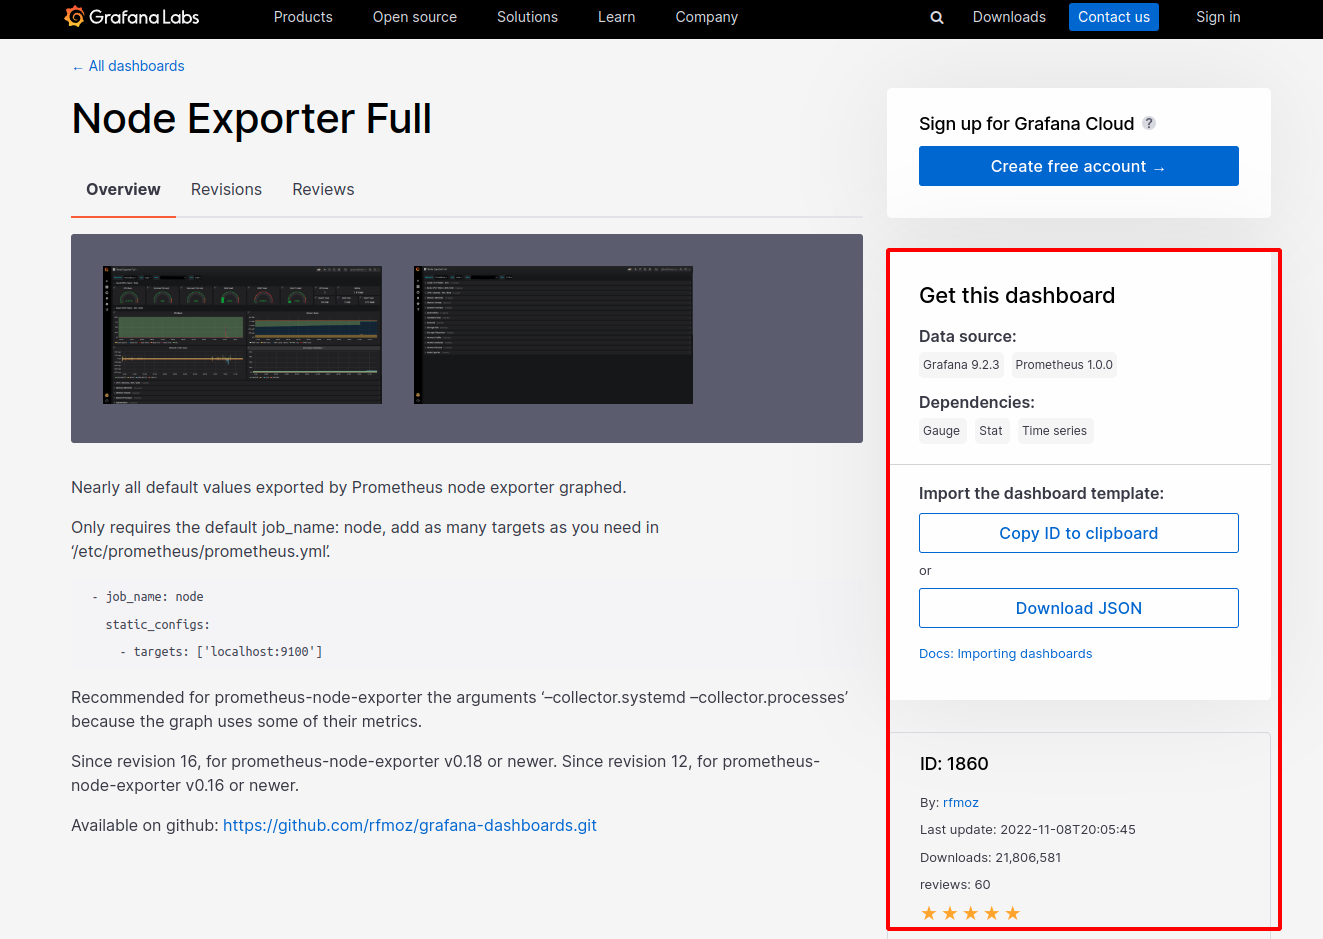 Grafana Labs
Products Open source Solutions Learn Company Downloads Contact us Sign in
← All dashboards
Node Exporter Full
Overview Revisions Reviews
Nearly all default values exported by Prometheus node exporter graphed.
Only requires the default job_name: node, add as many targets as you need in
‘/etc/prometheus/prometheus.yml’.
- job_name: node
static_configs:
- targets: ['localhost:9100']
Recommended for prometheus-node-exporter the arguments ‘–collector.systemd –collector.processes’
because the graph uses some of their metrics.
Since revision 16, for prometheus-node-exporter v0.18 or newer. Since revision 12, for prometheus-
node-exporter v0.16 or newer.
Available on github: https://github.com/rfmoz/grafana-dashboards.git
Sign up for Grafana Cloud ?
Create free account →
Get this dashboard
Data source:
Grafana 9.2.3 Prometheus 1.0.0
Dependencies:
Gauge Stat Time series
Import the dashboard template:
Copy ID to clipboard
or
Download JSON
Docs: Importing dashboards
ID: 1860
By: rfmoz
Last update: 2022-11-08T20:05:45
Downloads: 21,806,581
reviews: 60